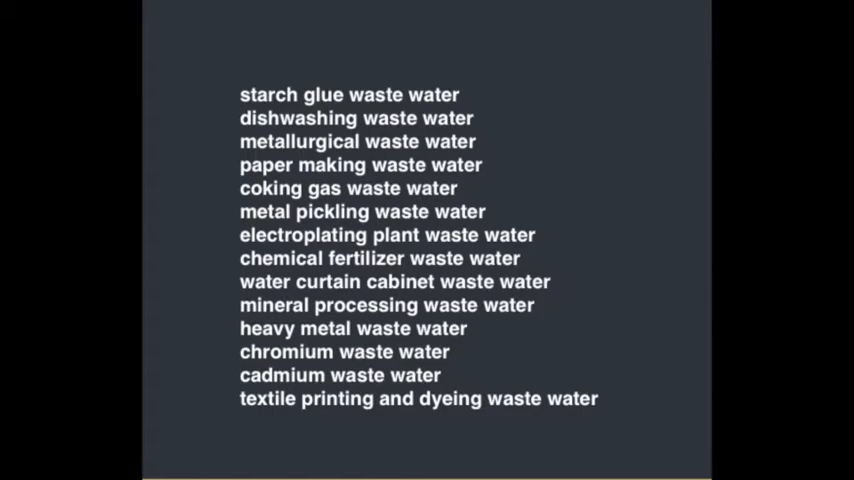 starch glue waste water
dishwashing waste water
metallurgical waste water
paper making waste water
coking gas waste water
metal pickling waste water
electroplating plant waste water
chemical fertilizer waste water
water curtain cabinet waste water
mineral processing waste water
heavy metal waste water
chromium waste water
cadmium waste water
textile printing and dyeing waste water